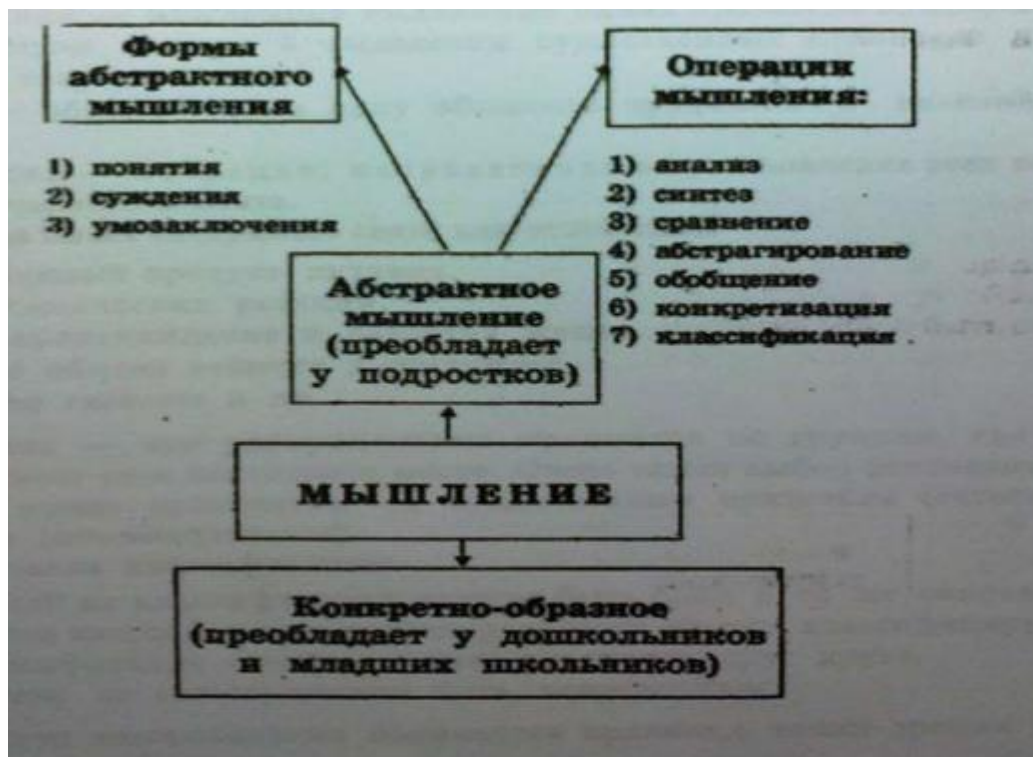 Формы
абстрактного
мышления
1) понятия
2) суждения
3) умозаключения
Операции
мышления:
1) анализ
2) синтез
3) сравнение
4) абстрагирование
5) обобщение
6) конкретизация
7) классификация
Абстрактное
мышление
(преобладает
у подростков)
МЫШЛЕНИЕ
Конкретно-образное
(преобладает у дошкольников
и младших школьников)